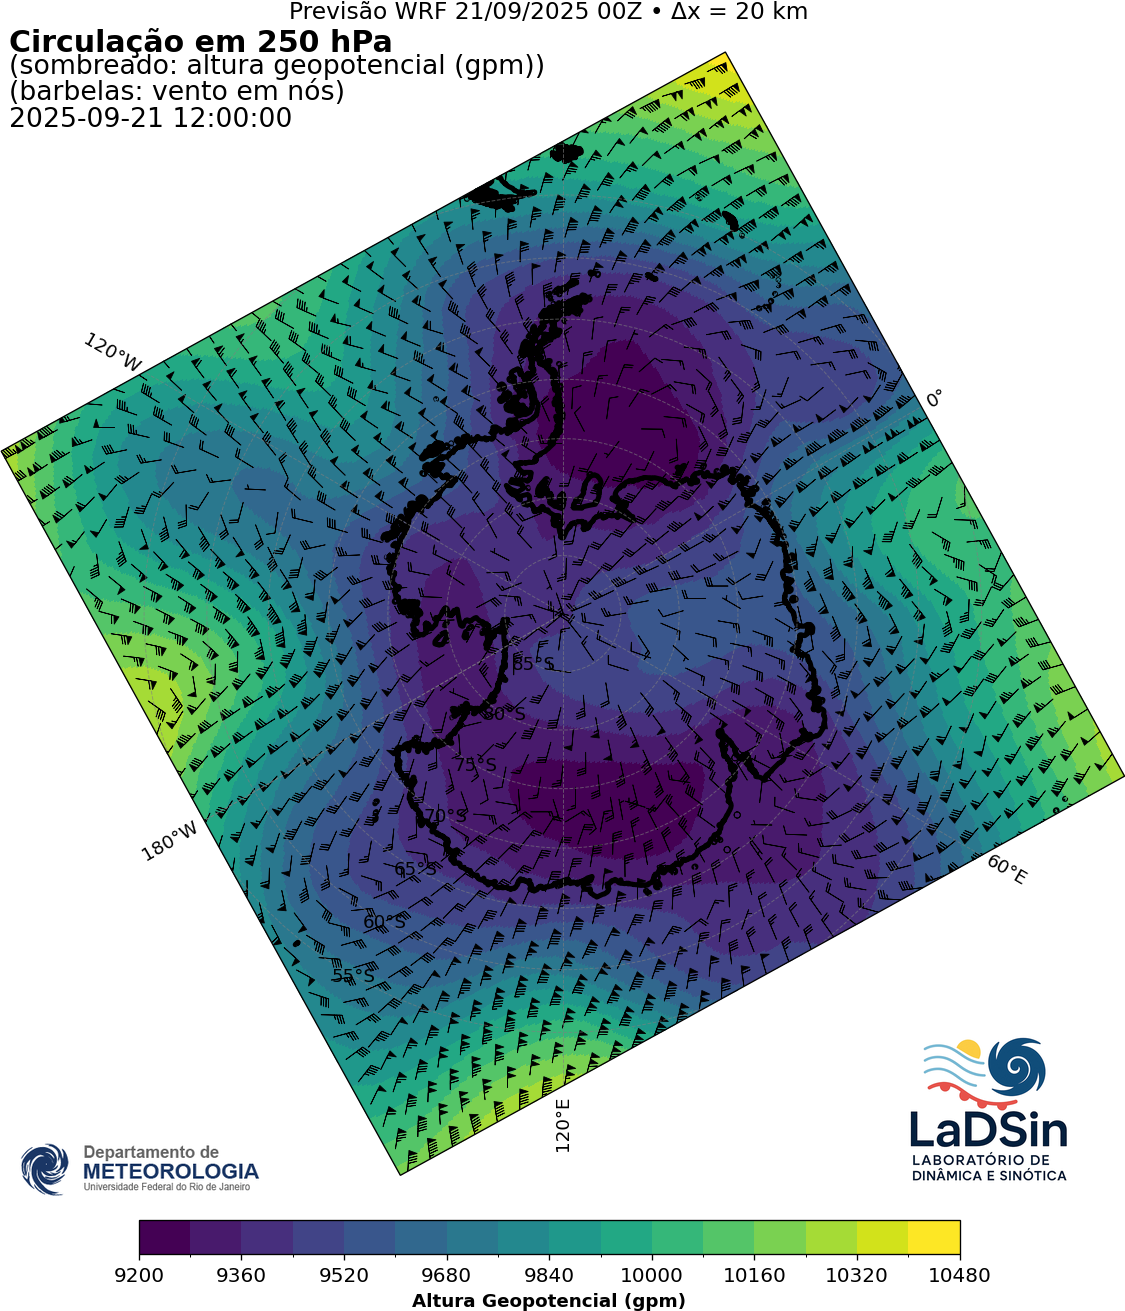 Previsão WRF 21/09/2025 00Z • Δx = 20 km
Circulação em 250 hPa
(sombreado: altura geopotencial (gpm))
(barbelas: vento em nós)
2025-09-21 12:00:00
120°W
0°
85°S
80°S
75°S
70°S
65°S
60°S
55°S
180°W
60°E
120°E
Departamento de
METEOROLOGIA
Universidade Federal do Rio de Janeiro
LaDSin
LABORATÓRIO DE
DINÂMICA E SINÓTICA
9200 9360 9520 9680 9840 10000 10160 10320 10480
Altura Geopotencial (gpm)